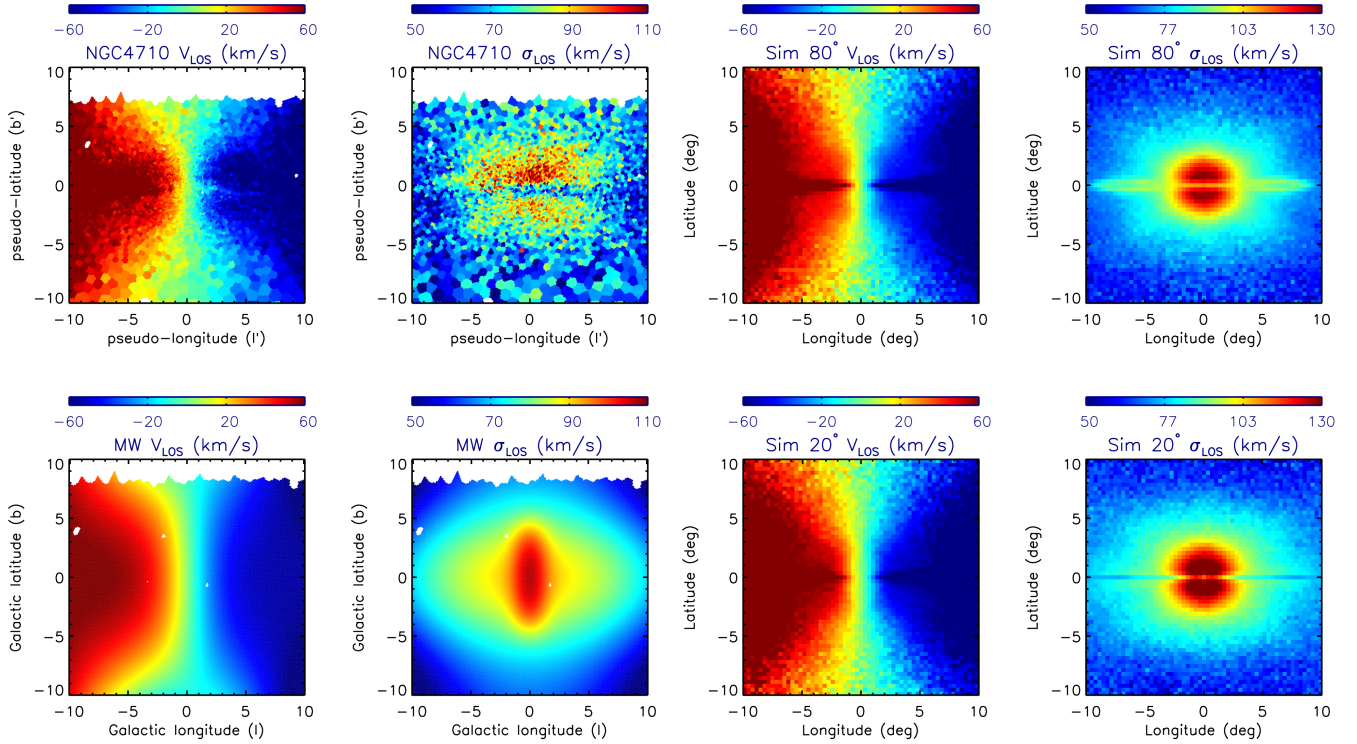 −60 −20 20 60
NGC4710 V_LOS (km/s)
50 70 90 110
NGC4710 σ_LOS (km/s)
−60 −20 20 60
Sim 80° V_LOS (km/s)
50 77 103 130
Sim 80° σ_LOS (km/s)
10
5
0
−5
−10
pseudo−latitude (b')
−10 −5 0 5 10
pseudo−longitude (l')
10
5
0
−5
−10
pseudo−latitude (b')
−10 −5 0 5 10
pseudo−longitude (l')
10
5
0
−5
−10
Latitude (deg)
−10 −5 0 5 10
Longitude (deg)
10
5
0
−5
−10
Latitude (deg)
−10 −5 0 5 10
Longitude (deg)
−60 −20 20 60
MW V_LOS (km/s)
50 70 90 110
MW σ_LOS (km/s)
−60 −20 20 60
Sim 20° V_LOS (km/s)
50 77 103 130
Sim 20° σ_LOS (km/s)
10
5
0
−5
−10
Galactic latitude (b)
−10 −5 0 5 10
Galactic longitude (l)
10
5
0
−5
−10
Galactic latitude (b)
−10 −5 0 5 10
Galactic longitude (l)
10
5
0
−5
−10
Latitude (deg)
−10 −5 0 5 10
Longitude (deg)
10
5
0
−5
−10
Latitude (deg)
−10 −5 0 5 10
Longitude (deg)